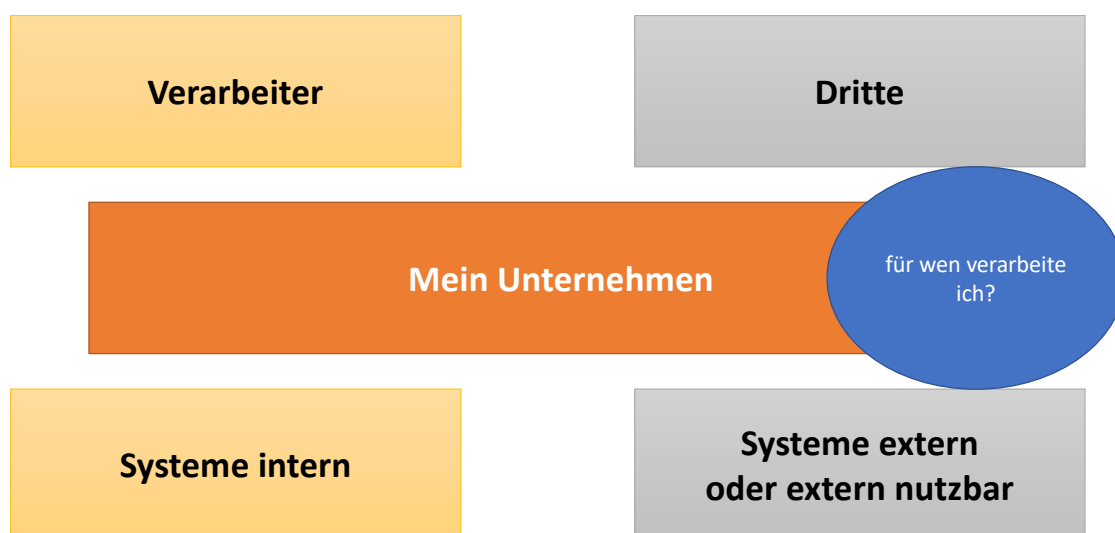 Verarbeiter
Dritte
Mein Unternehmen
für wen verarbeite
ich?
Systeme intern
Systeme extern
oder extern nutzbar